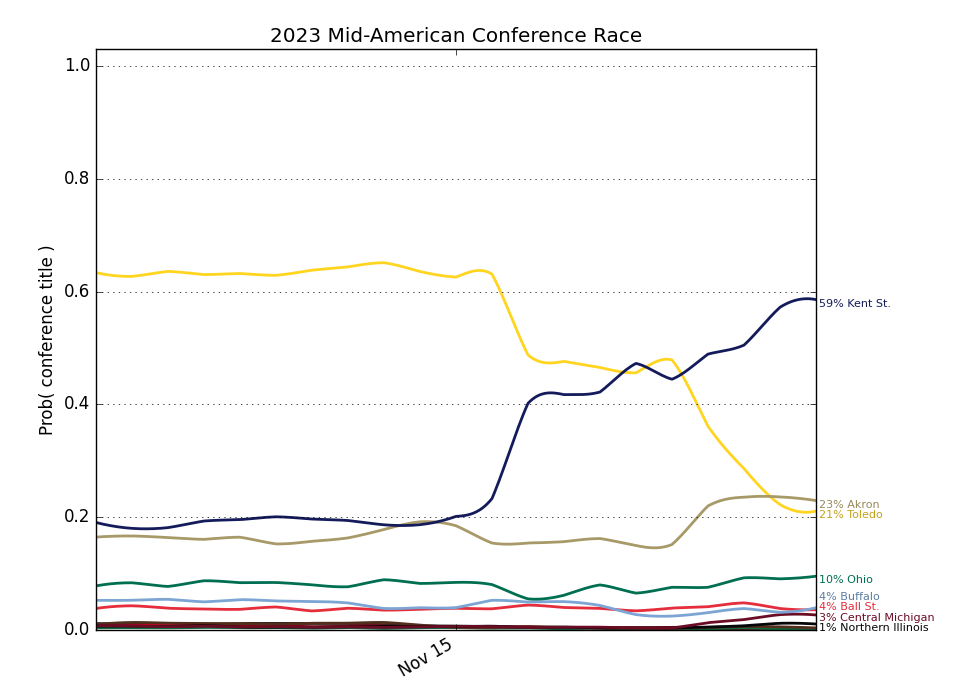 2023 Mid-American Conference Race
Prob( conference title )
1.0
0.8
0.6
0.4
0.2
0.0
Nov 15
59% Kent St.
23% Akron
21% Toledo
10% Ohio
4% Buffalo
4% Ball St.
3% Central Michigan
1% Northern Illinois